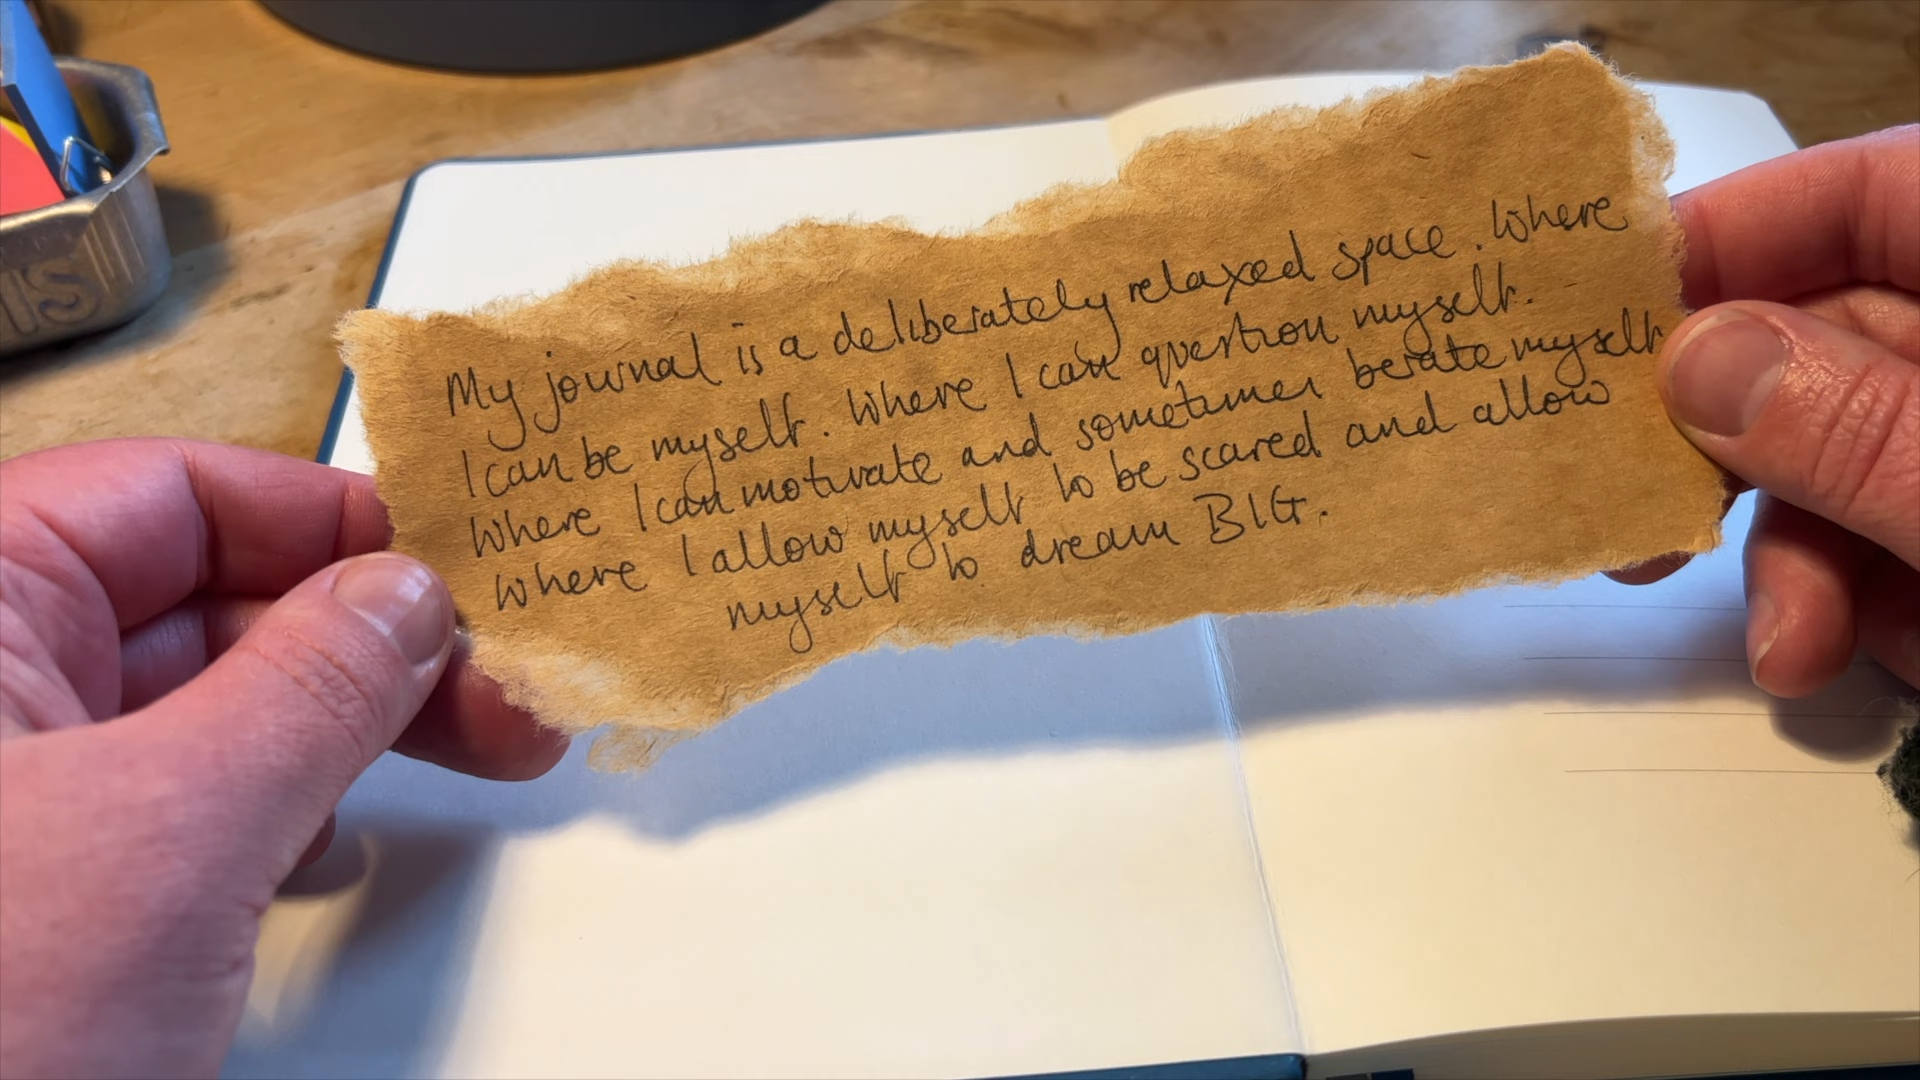 My journal is a deliberately relaxed space. Where
I can be myself. Where I can question myself.
Where I can motivate and sometimes berate myself
Where I allow myself to be scared and allow
myself to dream BIG.